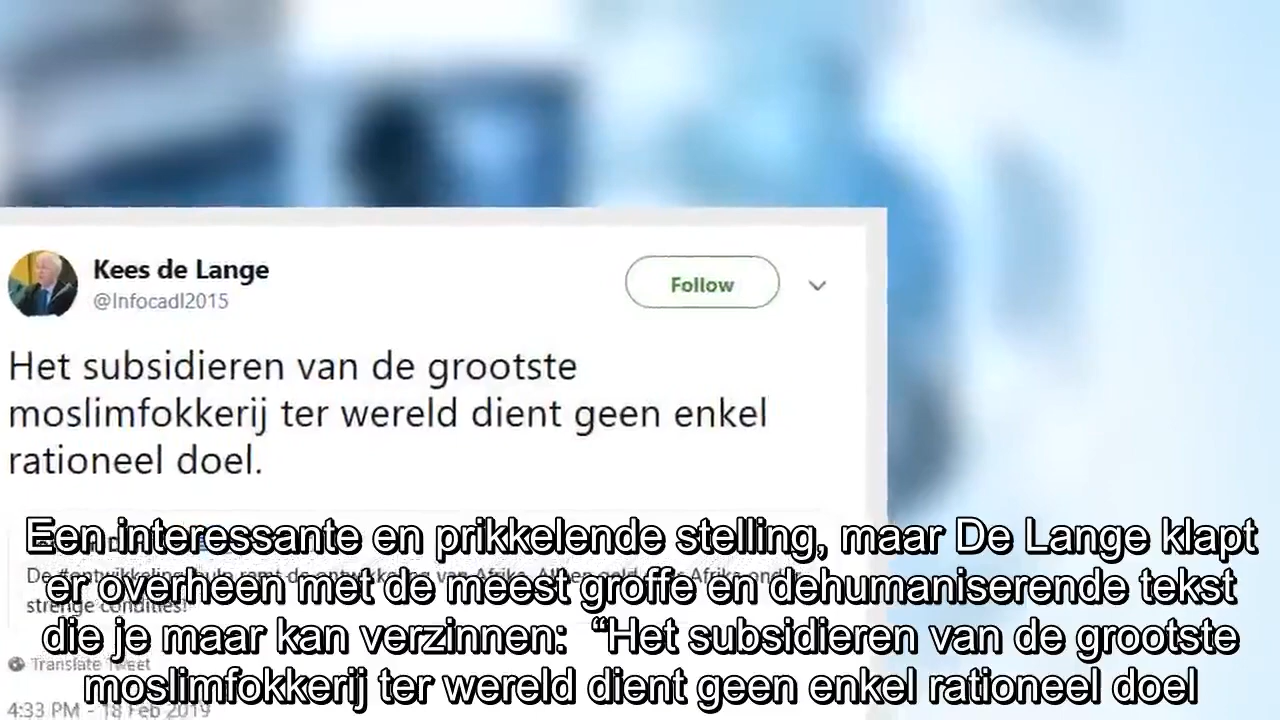 Kees de Lange
@Infocadl2015
Follow
Het subsidieren van de grootste
moslimfokkerij ter wereld dient geen enkel
rationeel doel.
Een interessante en prikkelende stelling, maar De Lange klapt
er overheen met de meest groffe en dehumaniserende tekst
strenge condities!
die je maar kan verzinnen: “Het subsidieren van de grootste
Translate Tweet
moslimfokkerij ter wereld dient geen enkel rationeel doel
4:33 PM - 18 Feb 2019